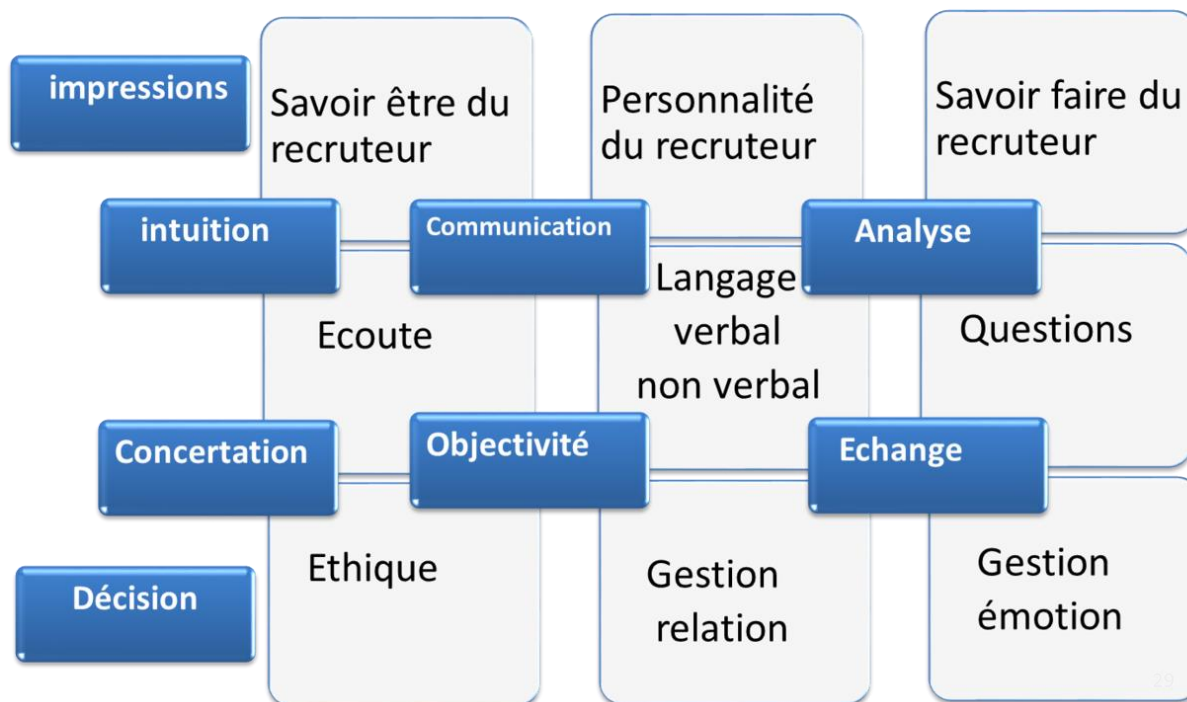 impressions
Savoir être du
recruteur
Personnalité
du recruteur
Savoir faire du
recruteur
intuition
Communication
Analyse
Ecoute
Langage
verbal
non verbal
Questions
Concertation
Objectivité
Echange
Ethique
Gestion
relation
Gestion
émotion
Décision
29